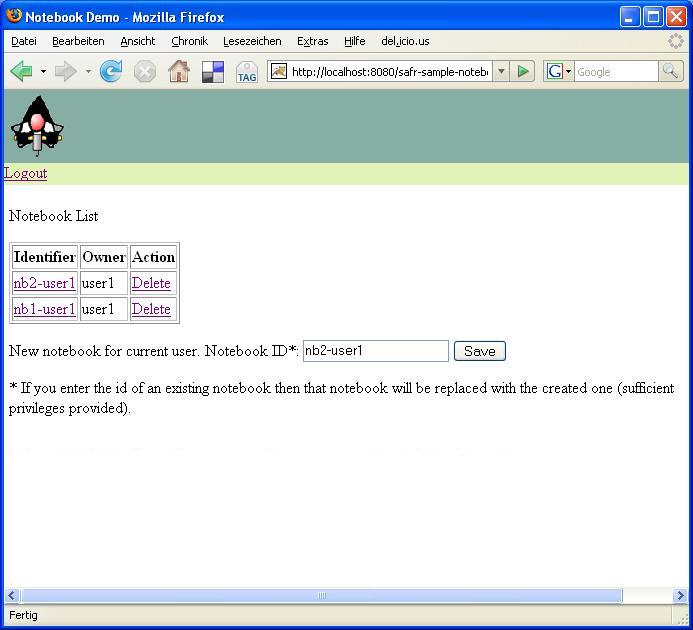 Notebook Demo - Mozilla Firefox
Datei Bearbeiten Ansicht Chronik Lesezeichen Extras Hilfe del.icio.us
TAG http://localhost:8080/safr-sample-noteb G Google
Logout
Notebook List
Identifier Owner Action
nb2-user1 user1 Delete
nb1-user1 user1 Delete
New notebook for current user. Notebook ID*: nb2-user1 Save
* If you enter the id of an existing notebook then that notebook will be replaced with the created one (sufficient
privileges provided).
Fertig